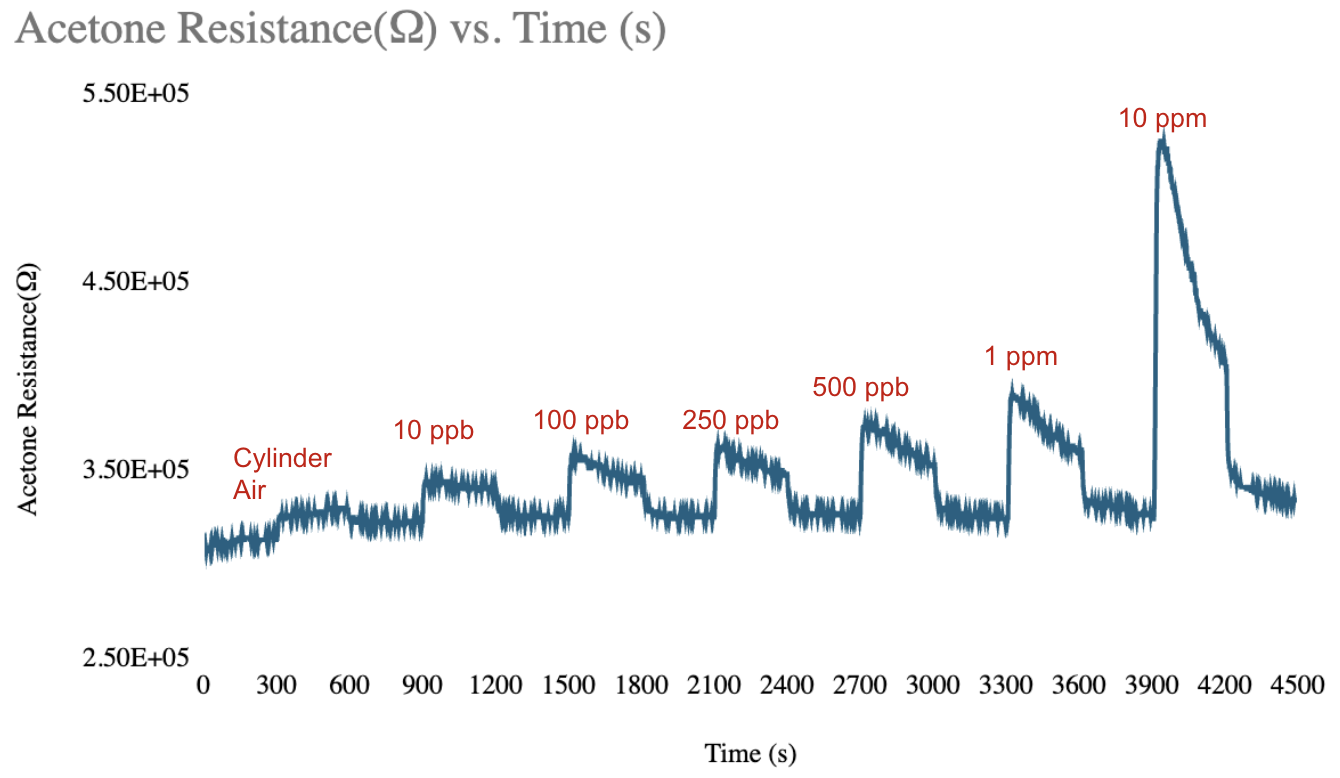 Acetone Resistance(Ω) vs. Time (s)
5.50E+05
10 ppm
4.50E+05
1 ppm
500 ppb
10 ppb
100 ppb
250 ppb
Cylinder
Air
3.50E+05
2.50E+05
Acetone Resistance(Ω)
0 300 600 900 1200 1500 1800 2100 2400 2700 3000 3300 3600 3900 4200 4500
Time (s)